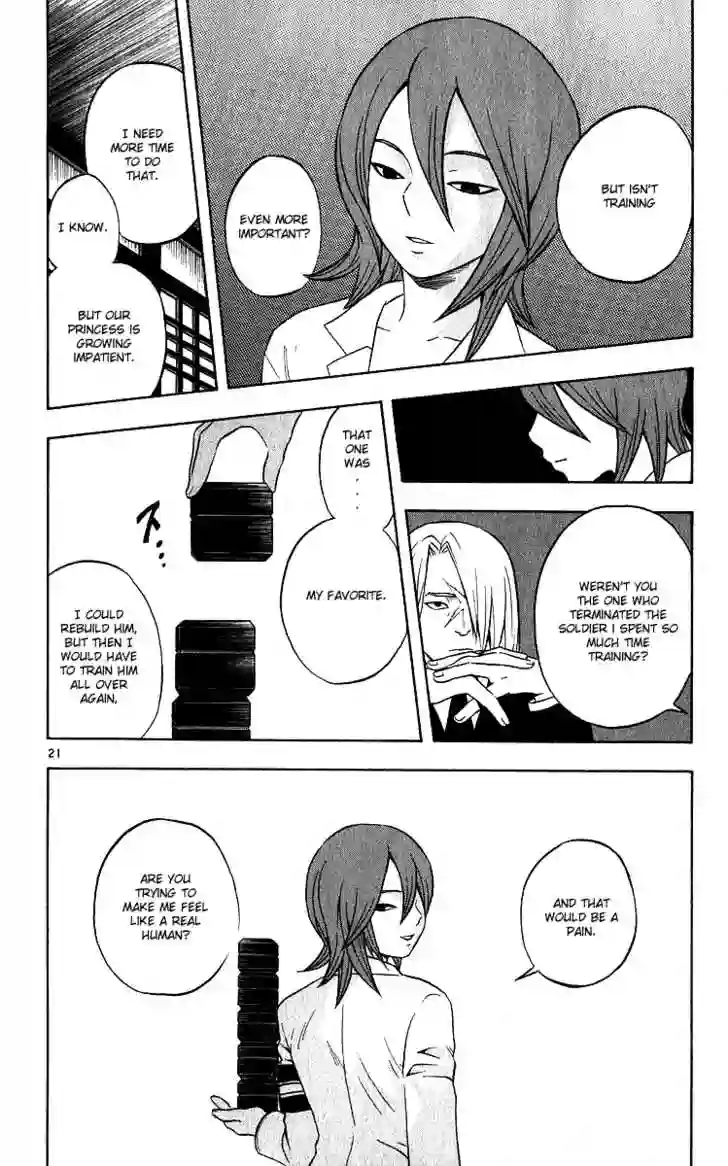 BUT ISN'T
TRAINING
EVEN MORE
IMPORTANT?
I NEED
MORE TIME
TO DO
THAT.
I KNOW.
BUT OUR
PRINCESS IS
GROWING
IMPATIENT.
WEREN'T YOU
THE ONE WHO
TERMINATED THE
SOLDIER I SPENT SO
MUCH TIME
TRAINING?
THAT
ONE
WAS
...
MY FAVORITE.
ス...
I COULD
REBUILD HIM,
BUT THEN I
WOULD HAVE
TO TRAIN HIM
ALL OVER
AGAIN,
21
AND THAT
WOULD BE A
PAIN.
ARE YOU
TRYING TO
MAKE ME FEEL
LIKE A REAL
HUMAN?